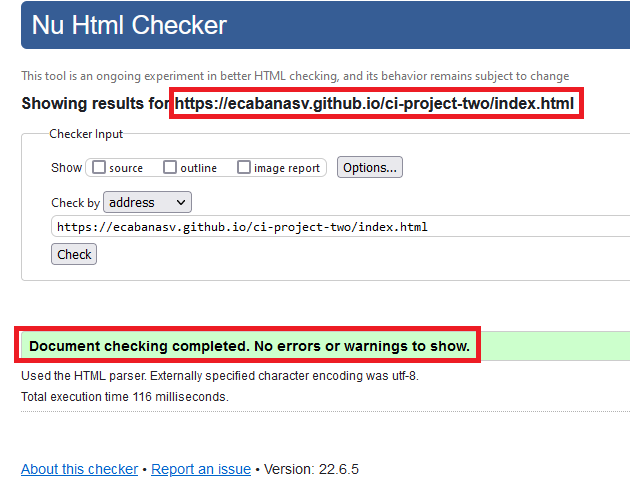 Nu Html Checker
This tool is an ongoing experiment in better HTML checking, and its behavior remains subject to change
Showing results for https://ecabanasv.github.io/ci-project-two/index.html
Checker Input
Show source outline image report Options...
Check by address
https://ecabanasv.github.io/ci-project-two/index.html
Check
Document checking completed. No errors or warnings to show.
Used the HTML parser. Externally specified character encoding was utf-8.
Total execution time 116 milliseconds.
About this checker • Report an issue • Version: 22.6.5